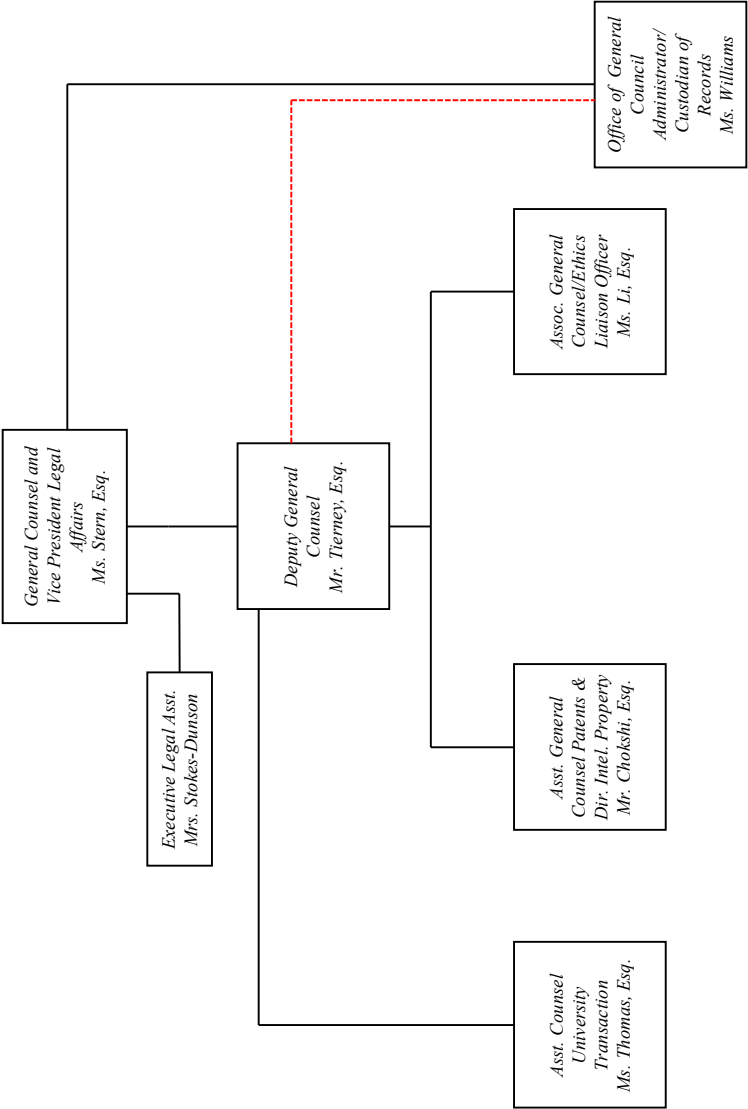 General Counsel and
Vice President Legal
Affairs
Ms. Stern, Esq.
Executive Legal Asst.
Mrs. Stokes-Dunson
Deputy General
Counsel
Mr. Tierney, Esq.
Asst. Counsel
University
Transaction
Ms. Thomas, Esq.
Asst. General
Counsel Patents &
Dir. Intel. Property
Mr. Chokshi, Esq.
Assoc. General
Counsel/Ethics
Liaison Officer
Ms. Li, Esq.
Office of General
Council
Administrator/
Custodian of
Records
Ms. Williams